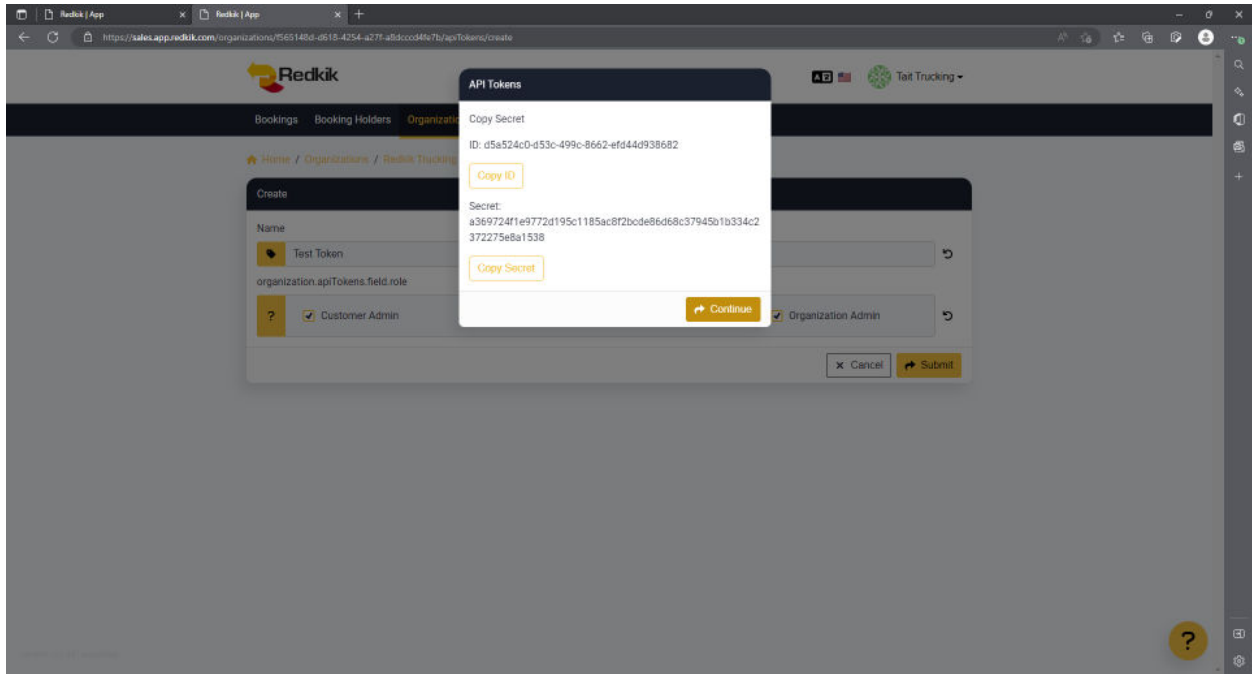 Redkik | App
Redkik | App
https://sales.app.redkik.com/organizations/f565148d-d618-4254-a27f-a8dcccd4fe7b/apiTokens/create
Redkik
Tait Trucking
Bookings Booking Holders Organizatio
Home / Organizations / Redkik Trucking
API Tokens
Copy Secret
ID: d5a524c0-d53c-499c-8662-efd44d938682
Copy ID
Secret:
a369724f1e9772d195c1185ac8f2bcde86d68c37945b1b334c2
372275e8a1538
Copy Secret
Continue
Create
Name
Test Token
organization.apiTokens.field.role
? Customer Admin
Organization Admin
Cancel
Submit
?